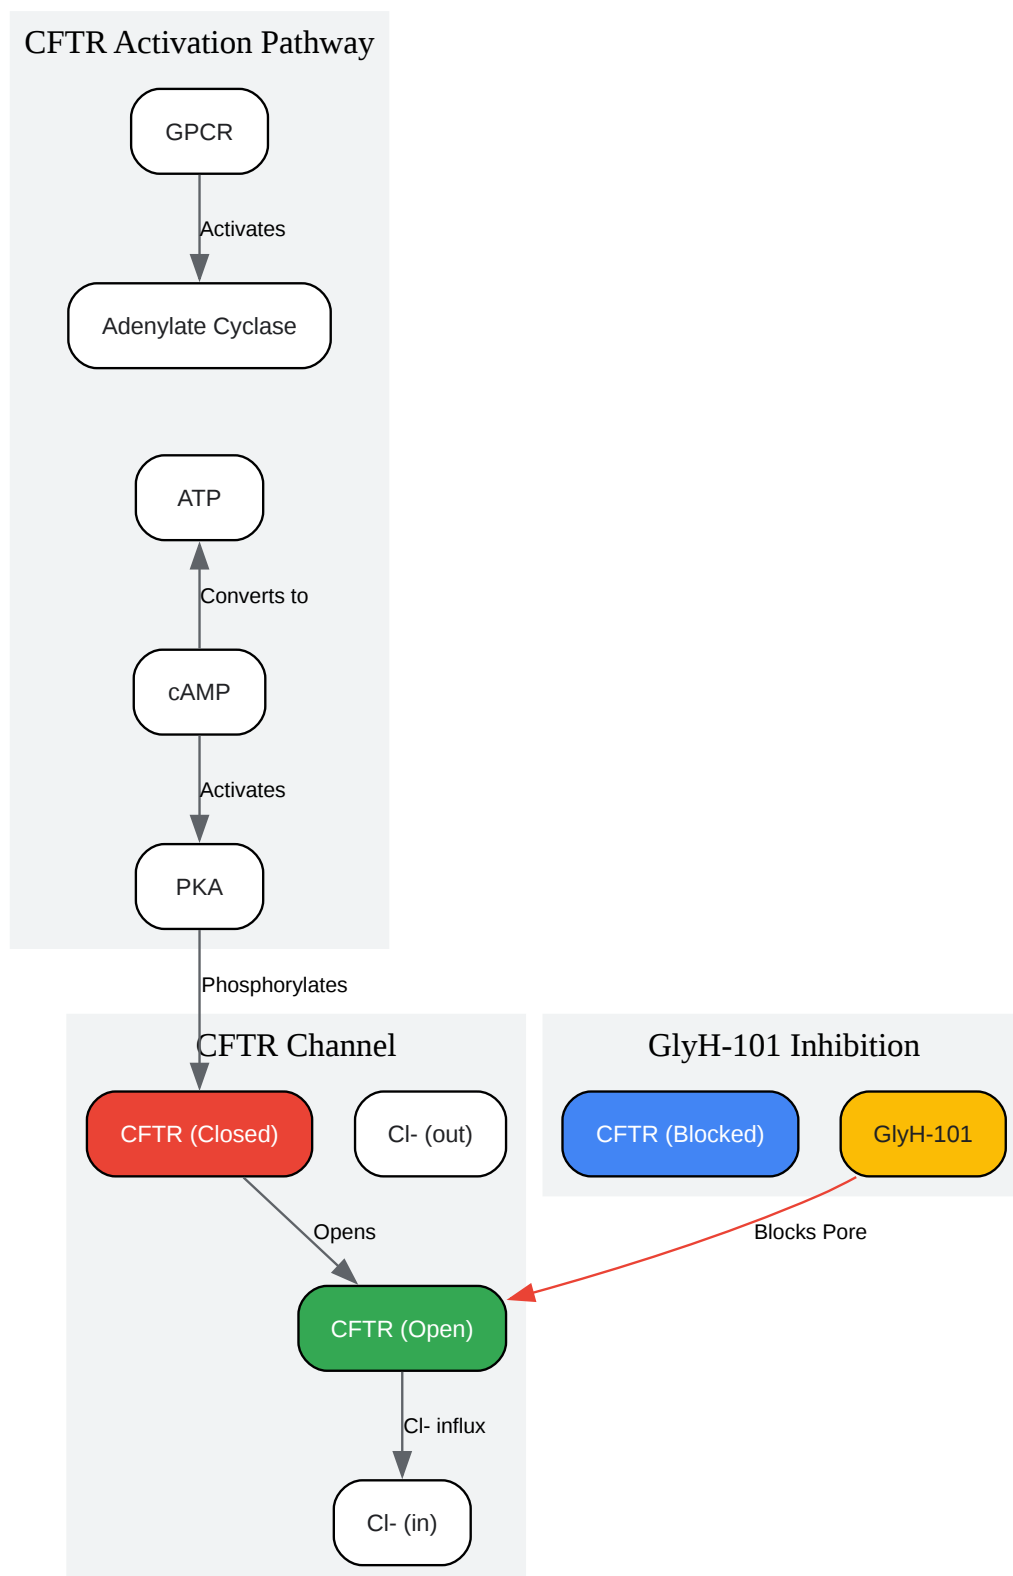 CFTR Activation Pathway
GPCR
Activates
Adenylate Cyclase
ATP
Converts to
cAMP
Activates
PKA
Phosphorylates
CFTR Channel
GlyH-101 Inhibition
CFTR (Closed)
Cl- (out)
CFTR (Blocked)
GlyH-101
Opens
Blocks Pore
CFTR (Open)
Cl- influx
Cl- (in)